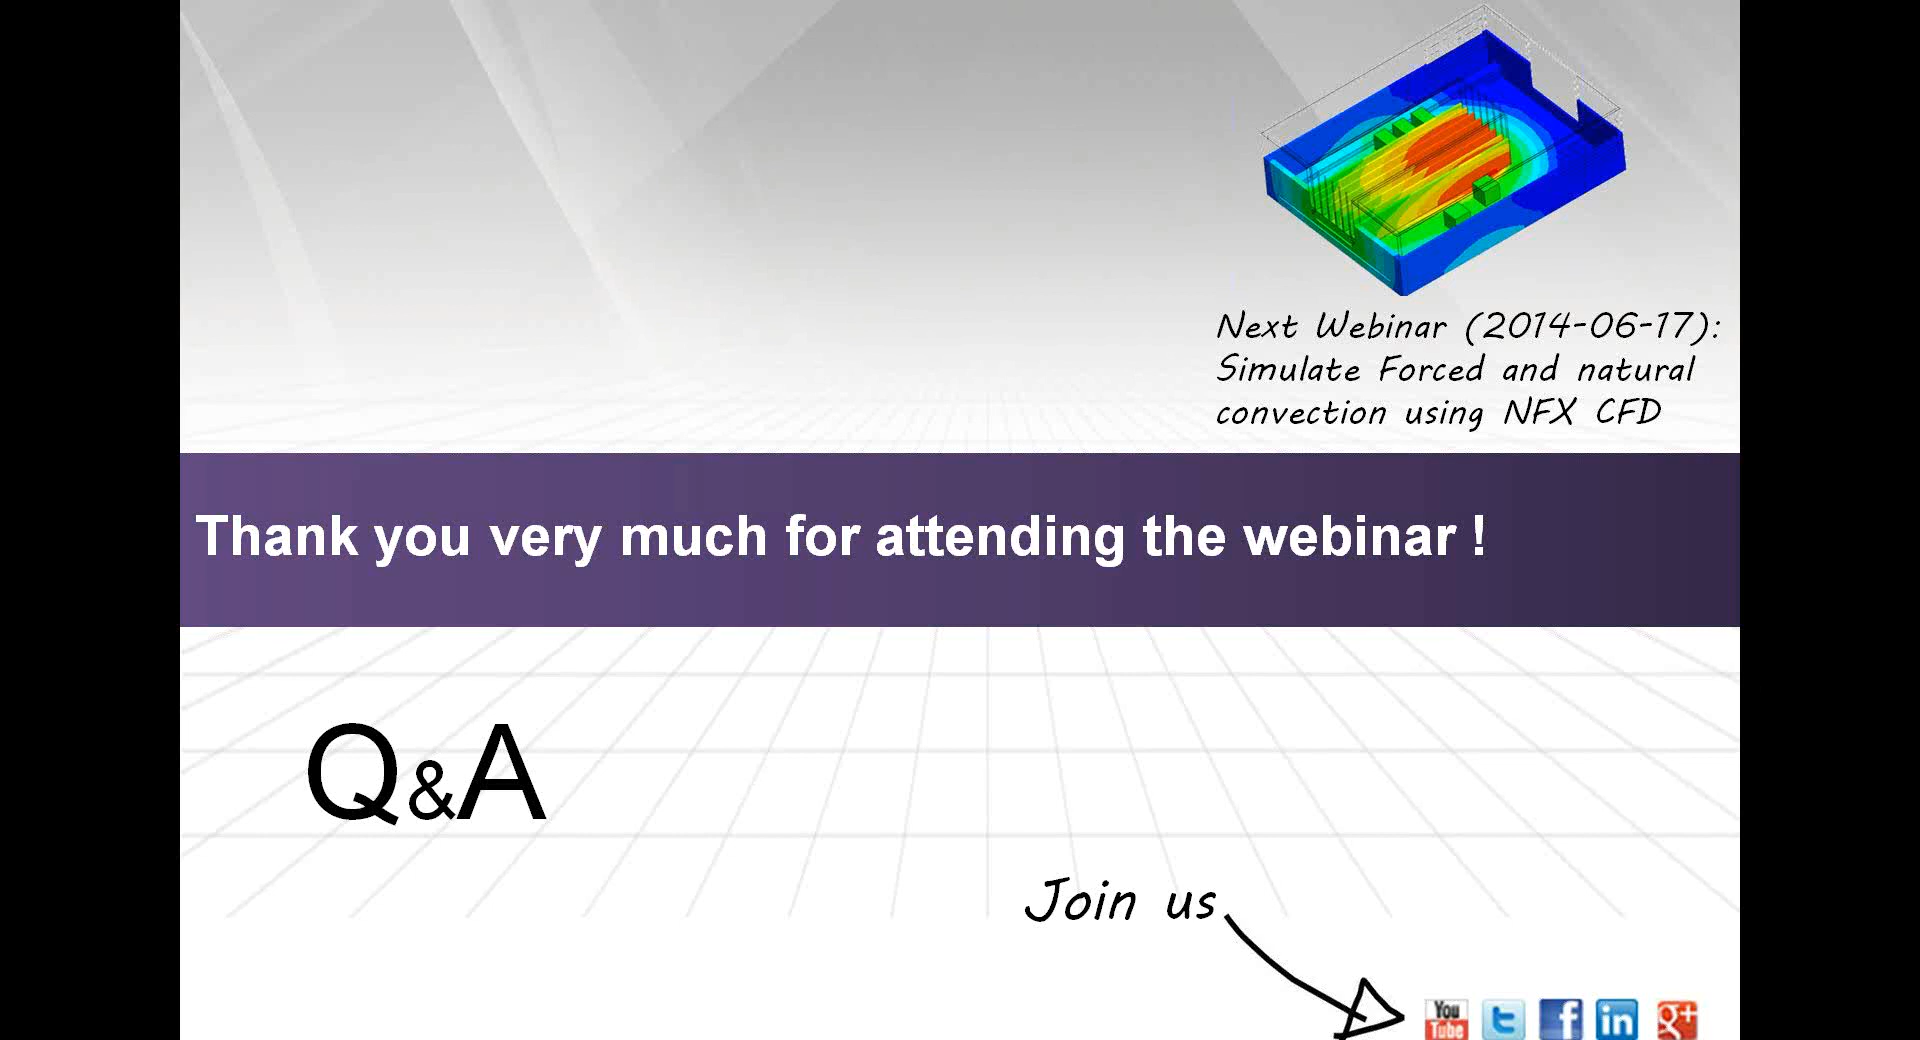 Next Webinar (2014-06-17):
Simulate Forced and natural
convection using NFX CFD
Thank you very much for attending the webinar !
Q&A
Join us
You
Tube
t
f
in
g+